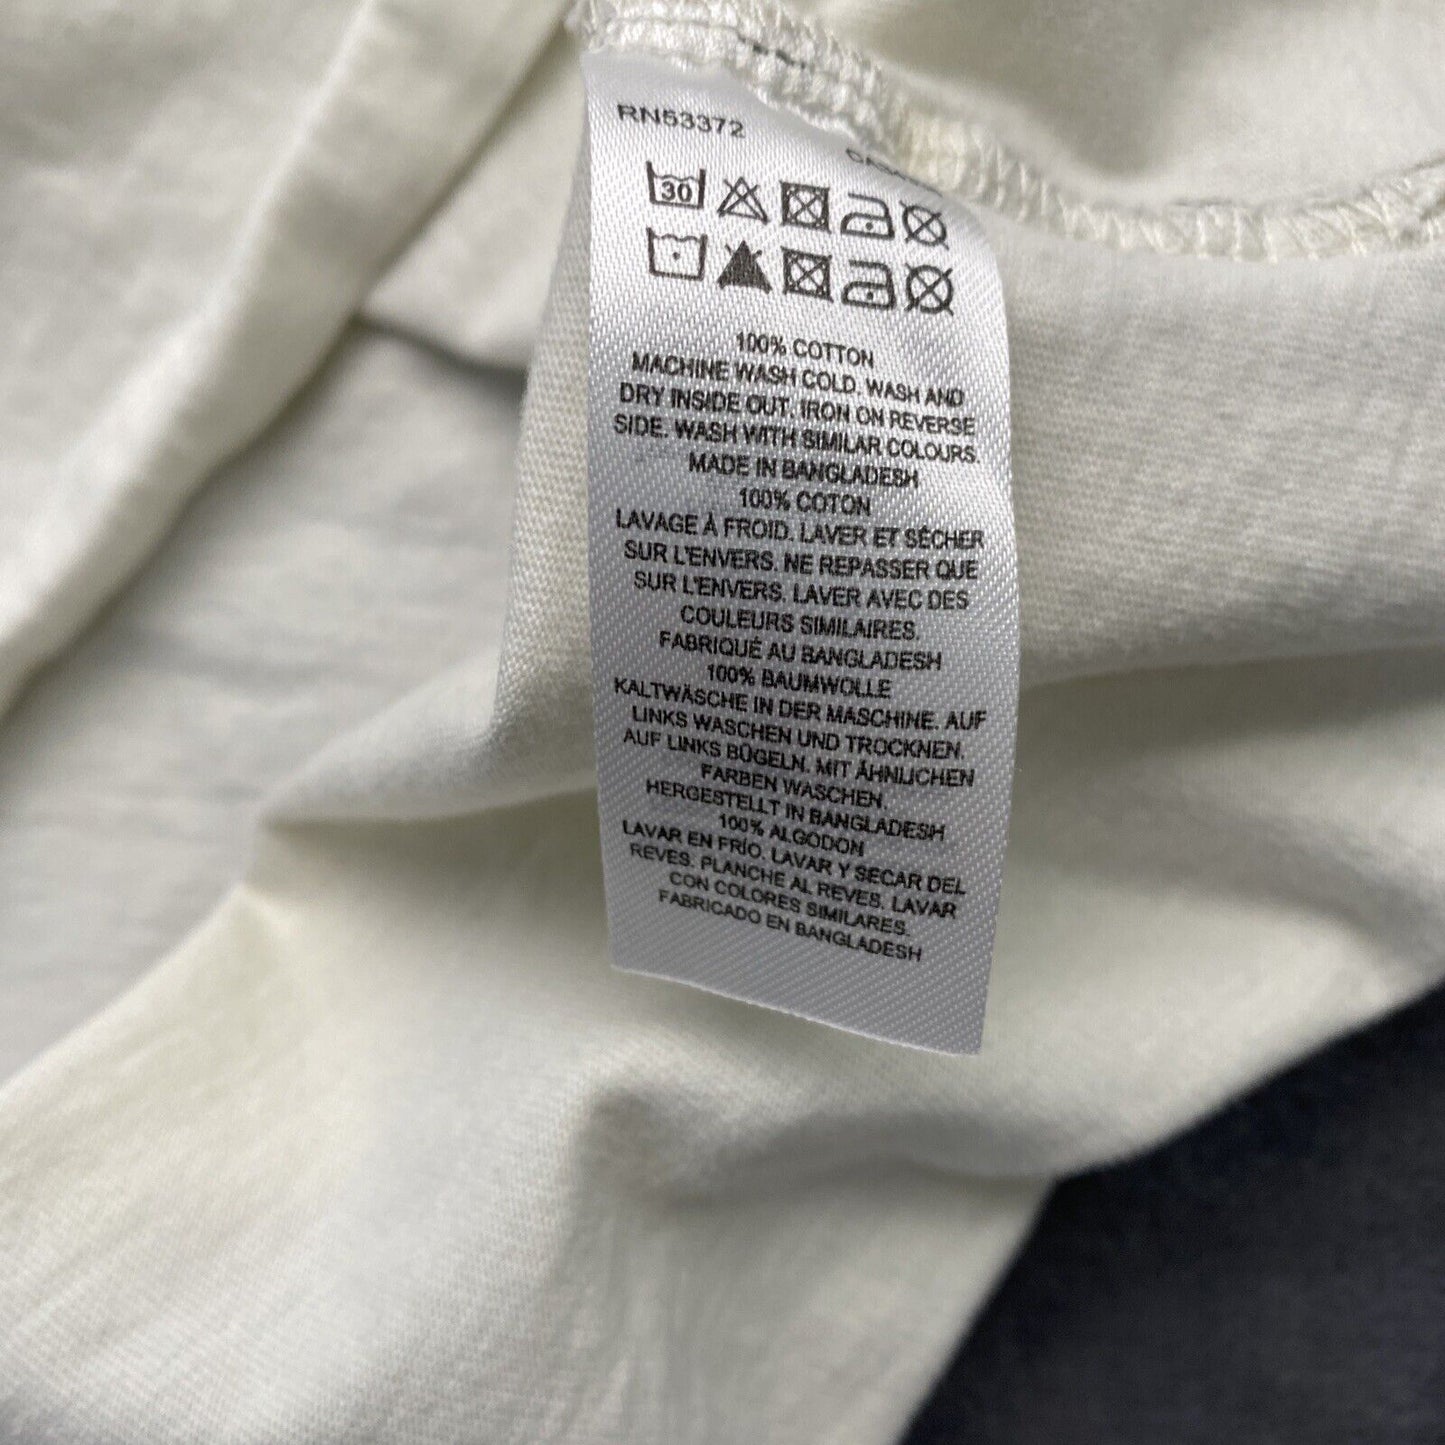 RN53372
30
100% COTTON
MACHINE WASH COLD. WASH AND
DRY INSIDE OUT. IRON ON REVERSE
SIDE. WASH WITH SIMILAR COLOURS.
MADE IN BANGLADESH
100% COTON
LAVAGE À FROID. LAVER ET SÉCHER
SUR L'ENVERS. NE REPASSER QUE
SUR L'ENVERS. LAVER AVEC DES
COULEURS SIMILAIRES.
FABRIQUÉ AU BANGLADESH
100% BAUMWOLLE
KALTWÄSCHE IN DER MASCHINE. AUF
LINKS WASCHEN UND TROCKNEN.
AUF LINKS BÜGELN. MIT ÄHNLICHEN
FARBEN WASCHEN.
HERGESTELLT IN BANGLADESH
100% ALGODON
LAVAR EN FRÍO. LAVAR Y SECAR DEL
REVES. PLANCHE AL REVES. LAVAR
CON COLORES SIMILARES.
FABRICADO EN BANGLADESH